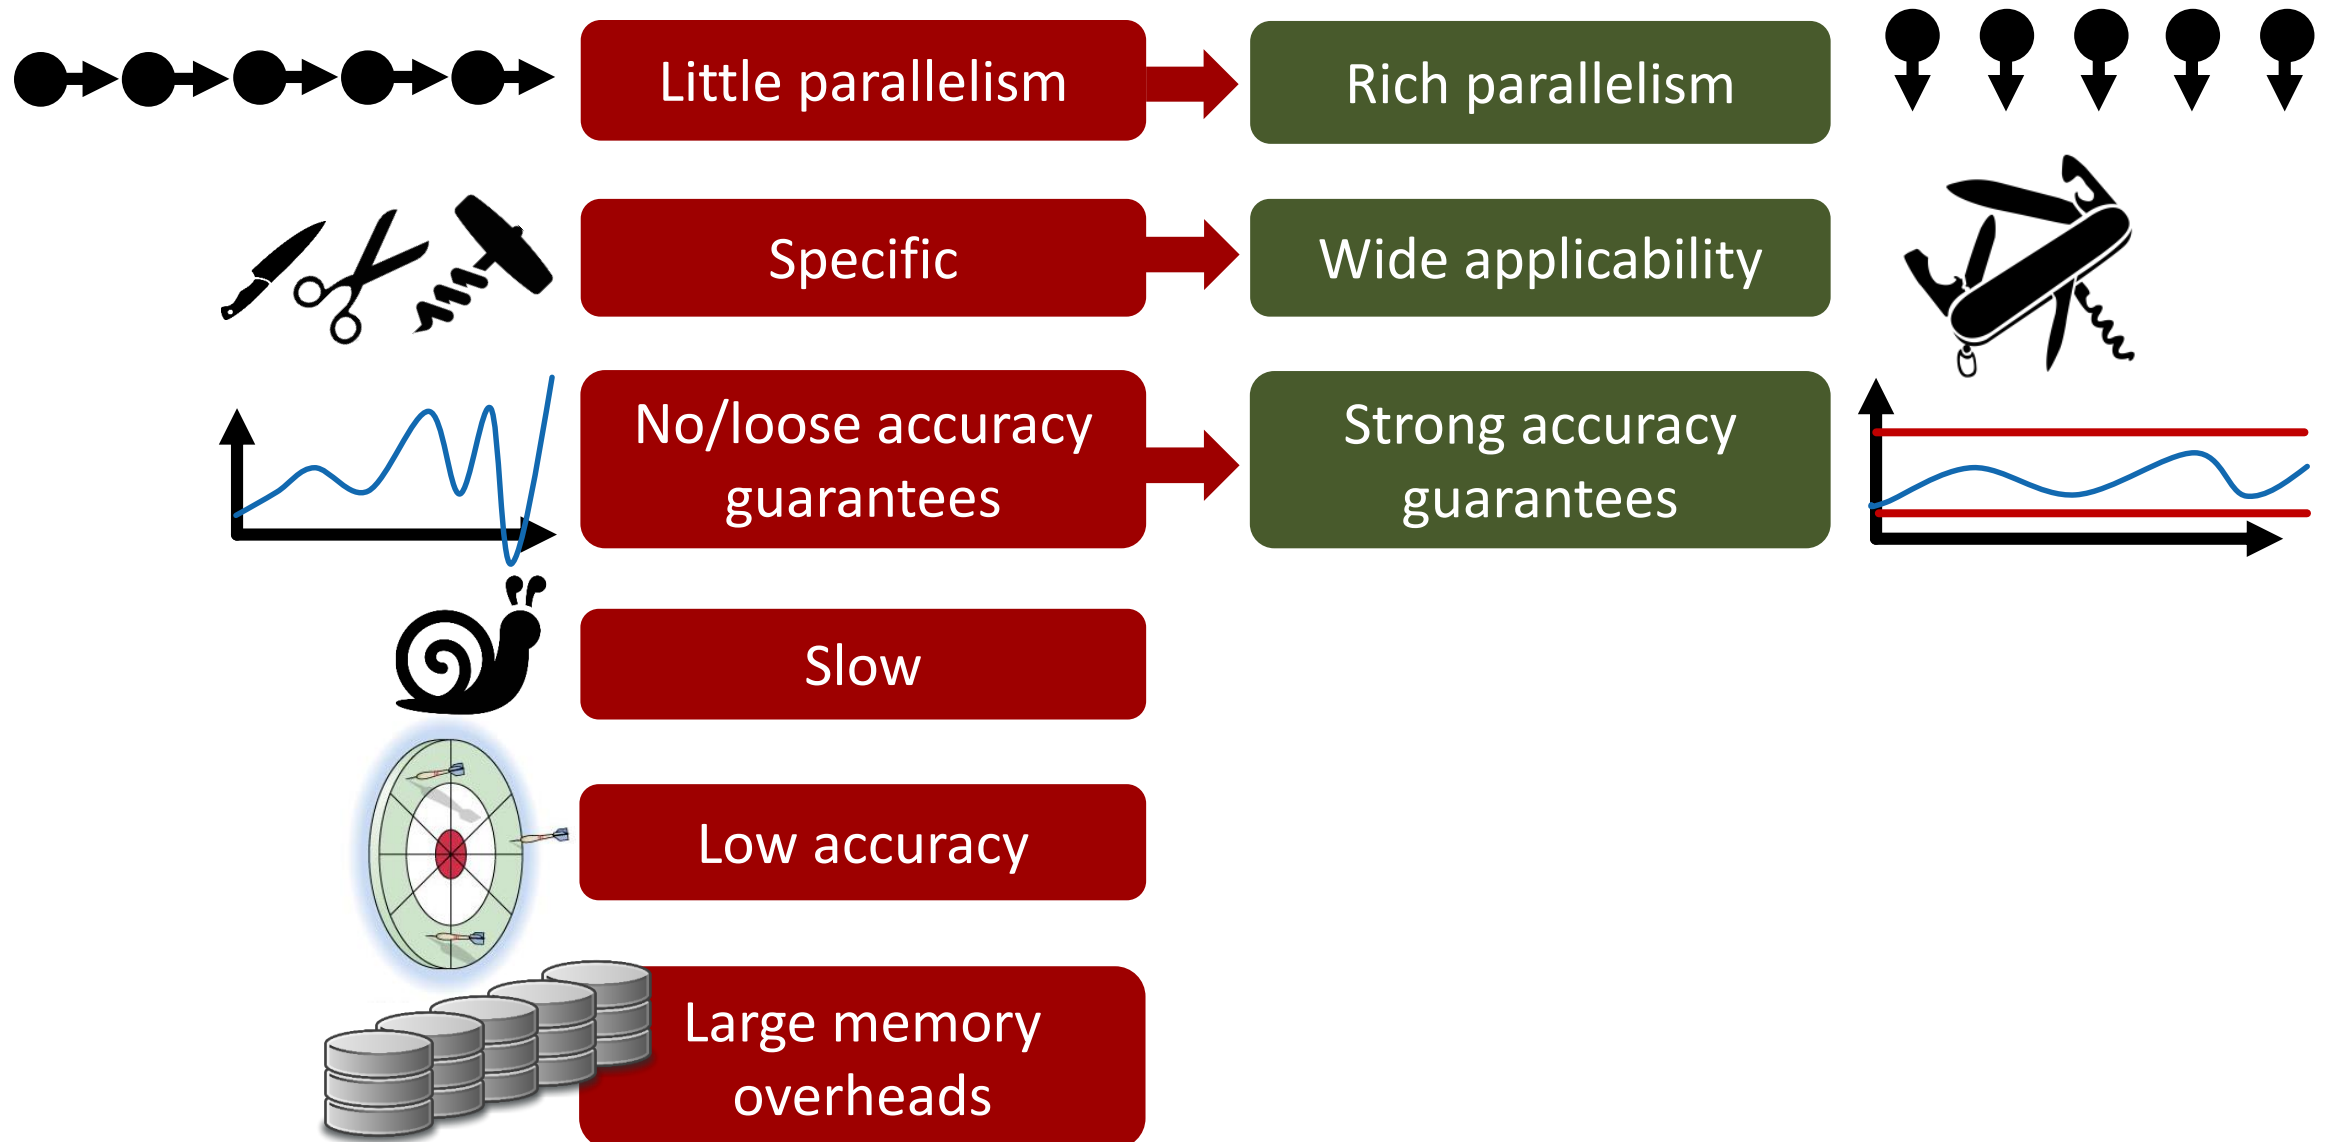 Little parallelism
Rich parallelism
Specific
Wide applicability
No/loose accuracy
guarantees
Strong accuracy
guarantees
Slow
Low accuracy
Large memory
overheads